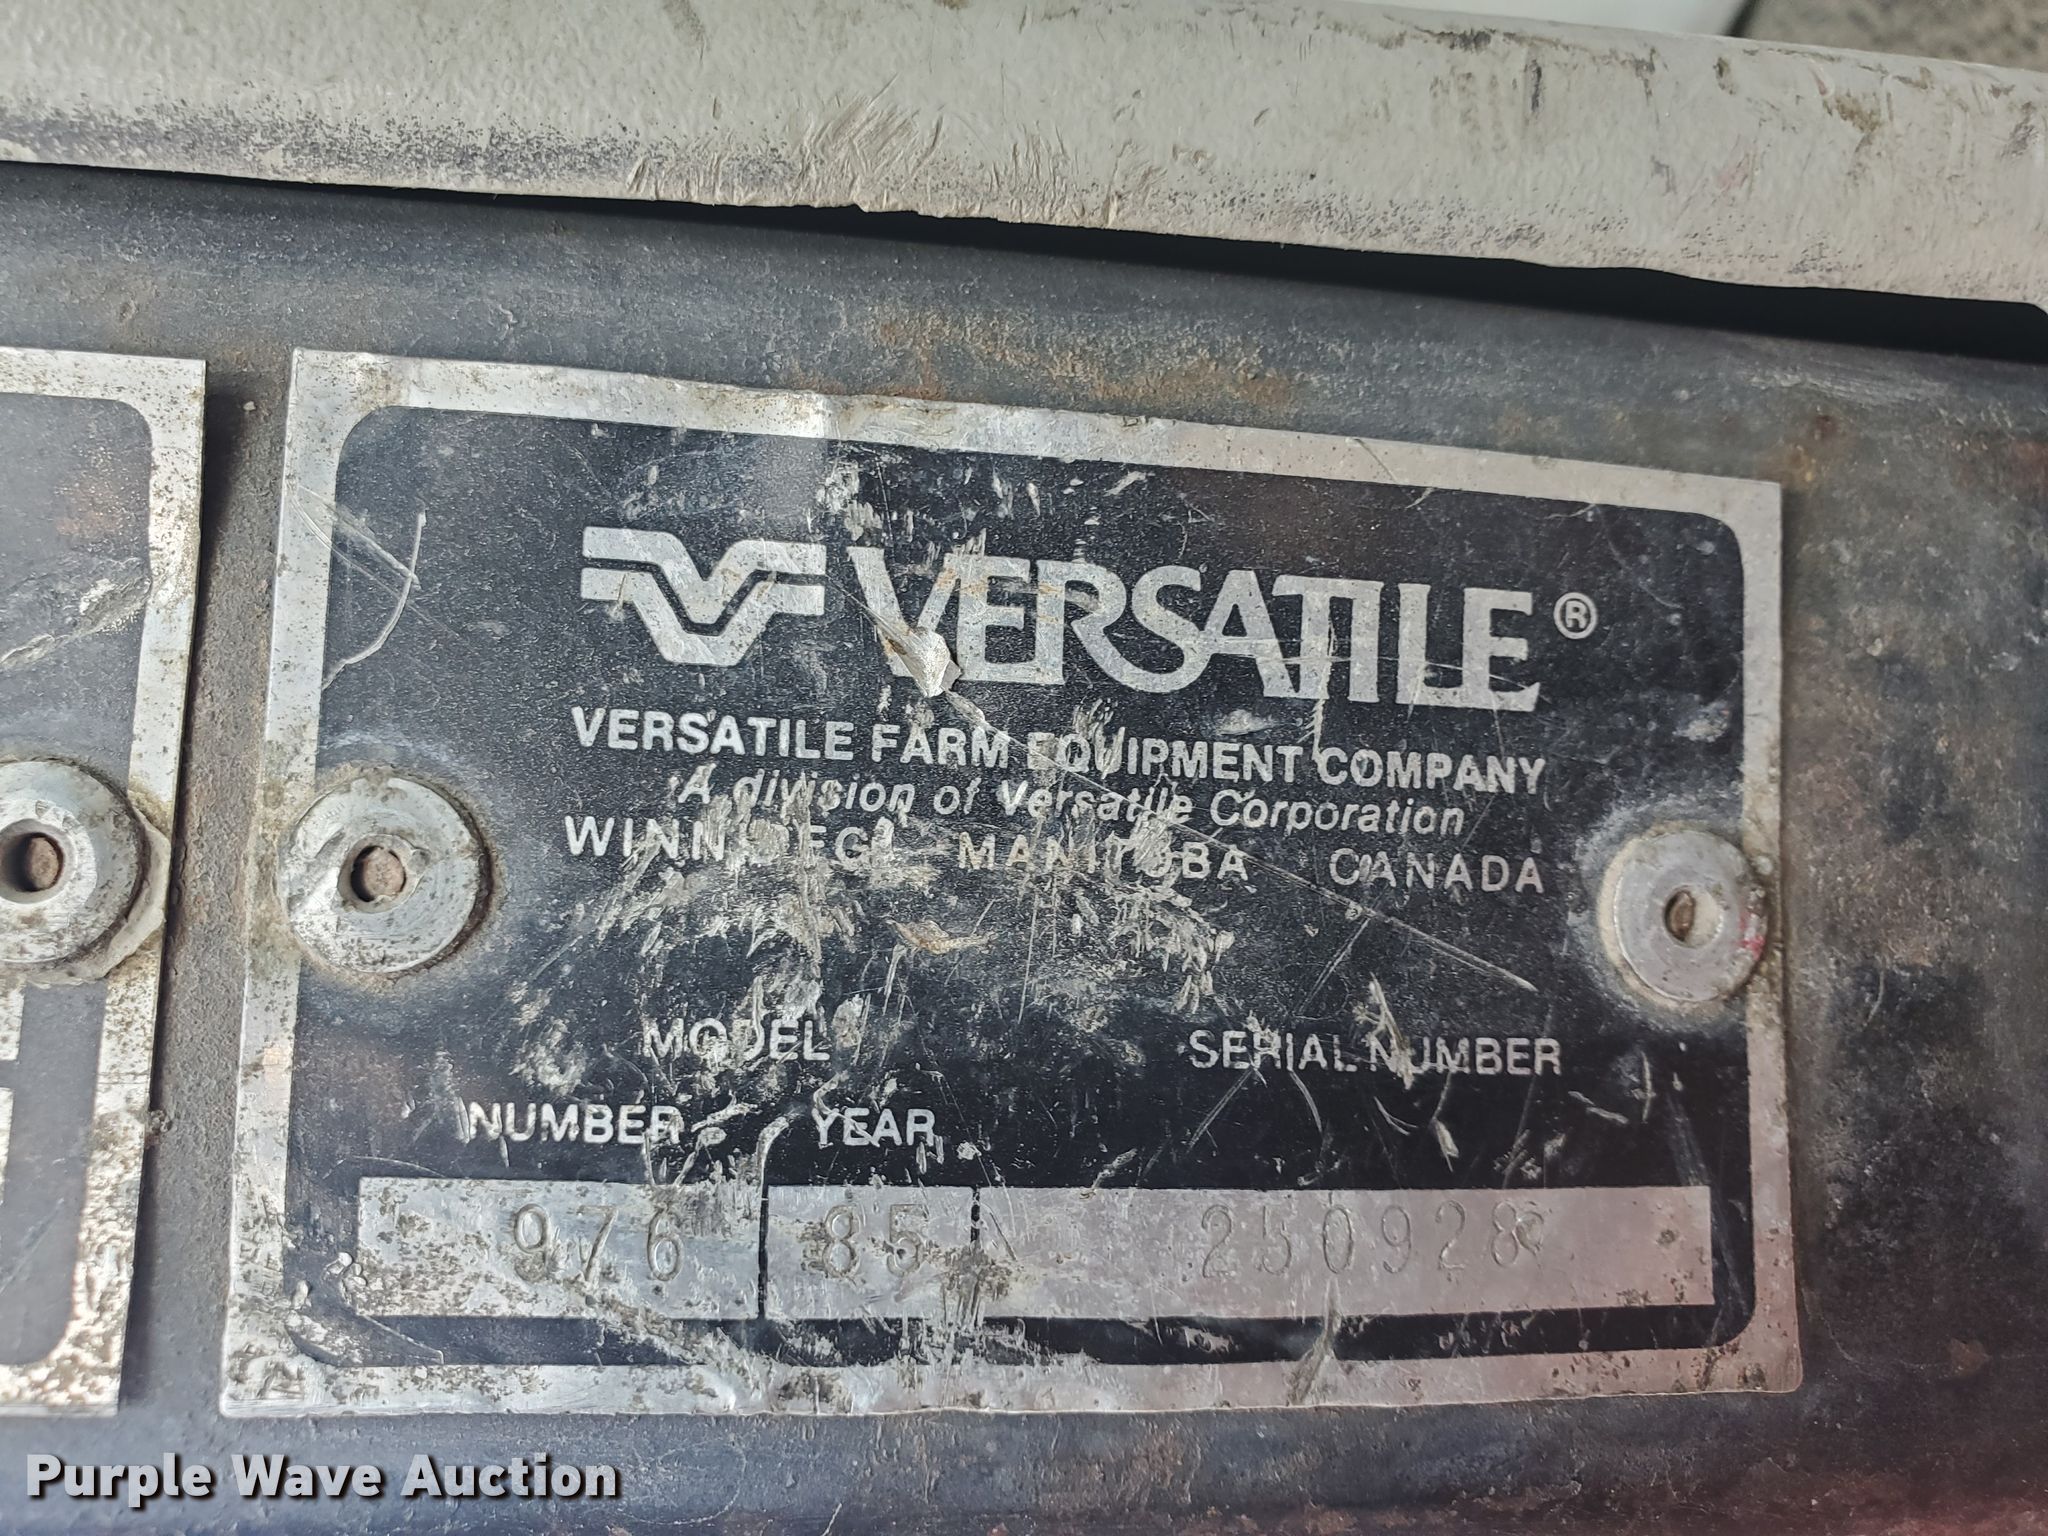 VERSATILE®
VERSATILE FARM EQUIPMENT COMPANY
A division of Versatile Corporation
WINNIPEG - MANITOBA CANADA
MODEL
SERIAL NUMBER
NUMBER YEAR
976 85 250928
Purple Wave Auction